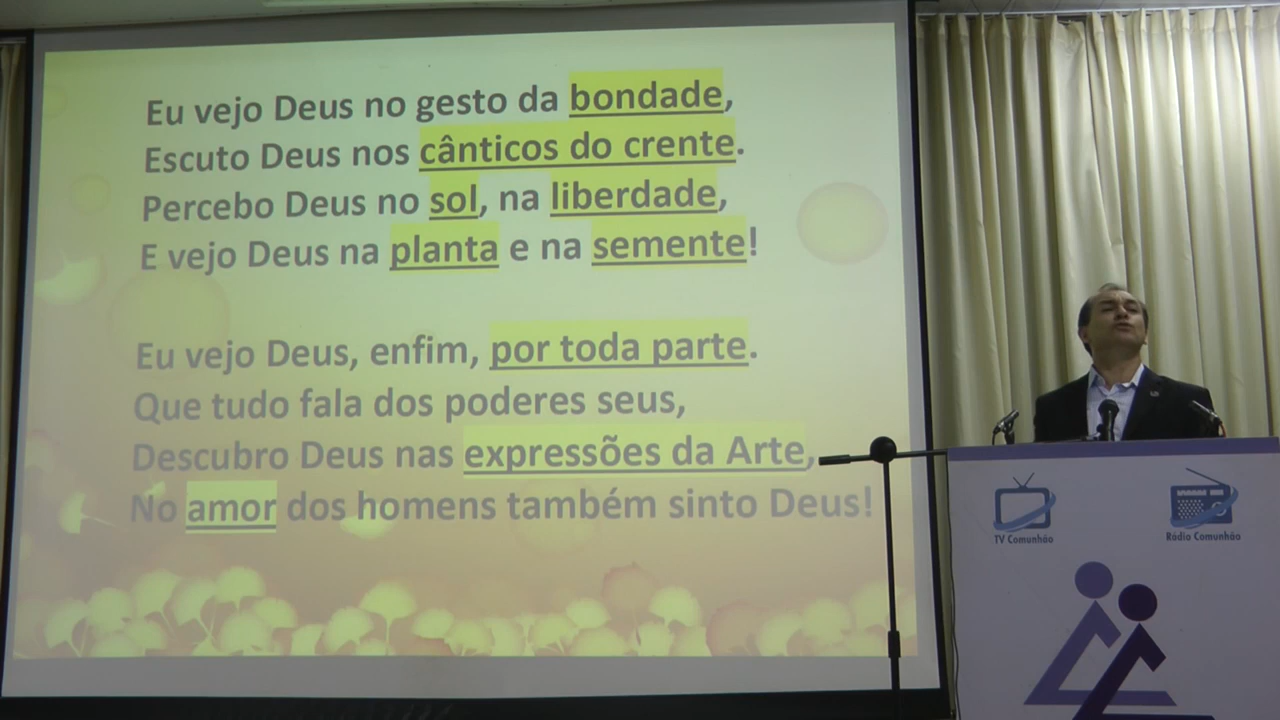 Eu vejo Deus no gesto da bondade,
Escuto Deus nos cânticos do crente.
Percebo Deus no sol, na liberdade,
E vejo Deus na planta e na semente!
Eu vejo Deus, enfim, por toda parte.
Que tudo fala dos poderes seus,
Descubro Deus nas expressões da Arte,
No amor dos homens também sinto Deus!
TV Comunhão
Rádio Comunhão